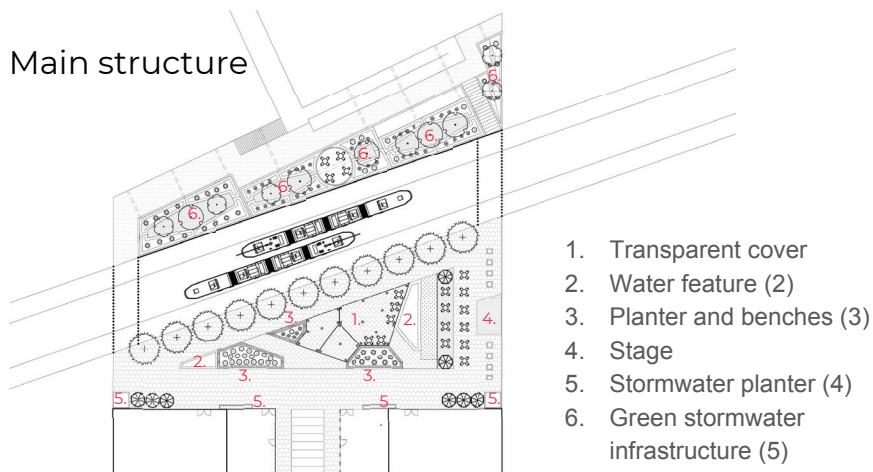 Main structure
6.
6.
6.
6.
6.
3.
1.
2.
4.
2.
3.
3.
5.
5.
5
.
5.
1. Transparent cover
2. Water feature (2)
3. Planter and benches (3)
4. Stage
5. Stormwater planter (4)
6. Green stormwater
infrastructure (5)